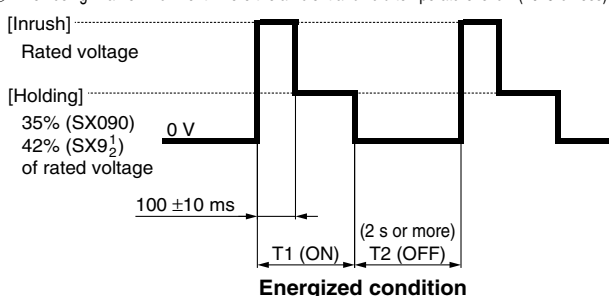 [Inrush]
Rated voltage
[Holding]
35% (SX090)
0 V
42% (SX9½)
of rated voltage
100 ±10 ms
(2 s or more)
T1 (ON)
T2 (OFF)
Energized condition